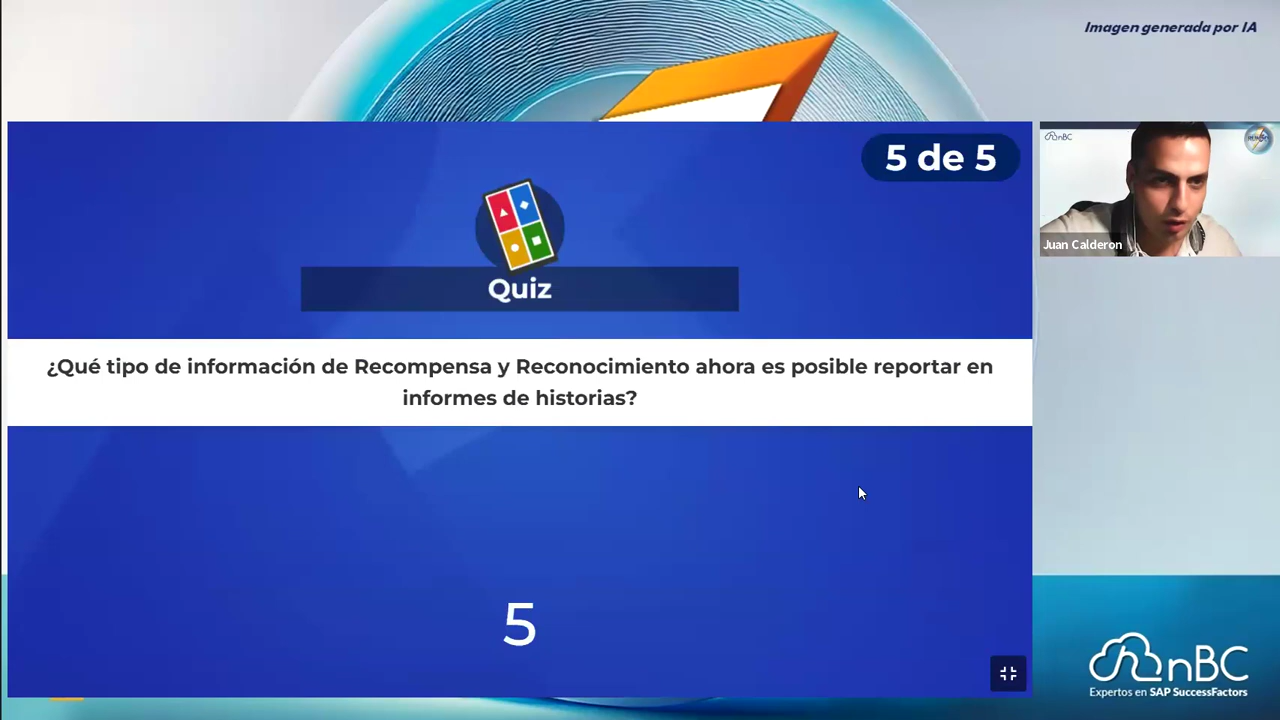 Imagen generada por IA
5 de 5
Quiz
¿Qué tipo de información de Recompensa y Reconocimiento ahora es posible reportar en
informes de historias?
5
nBC
Juan Calderon
nBC
Expertos en SAP SuccessFactors